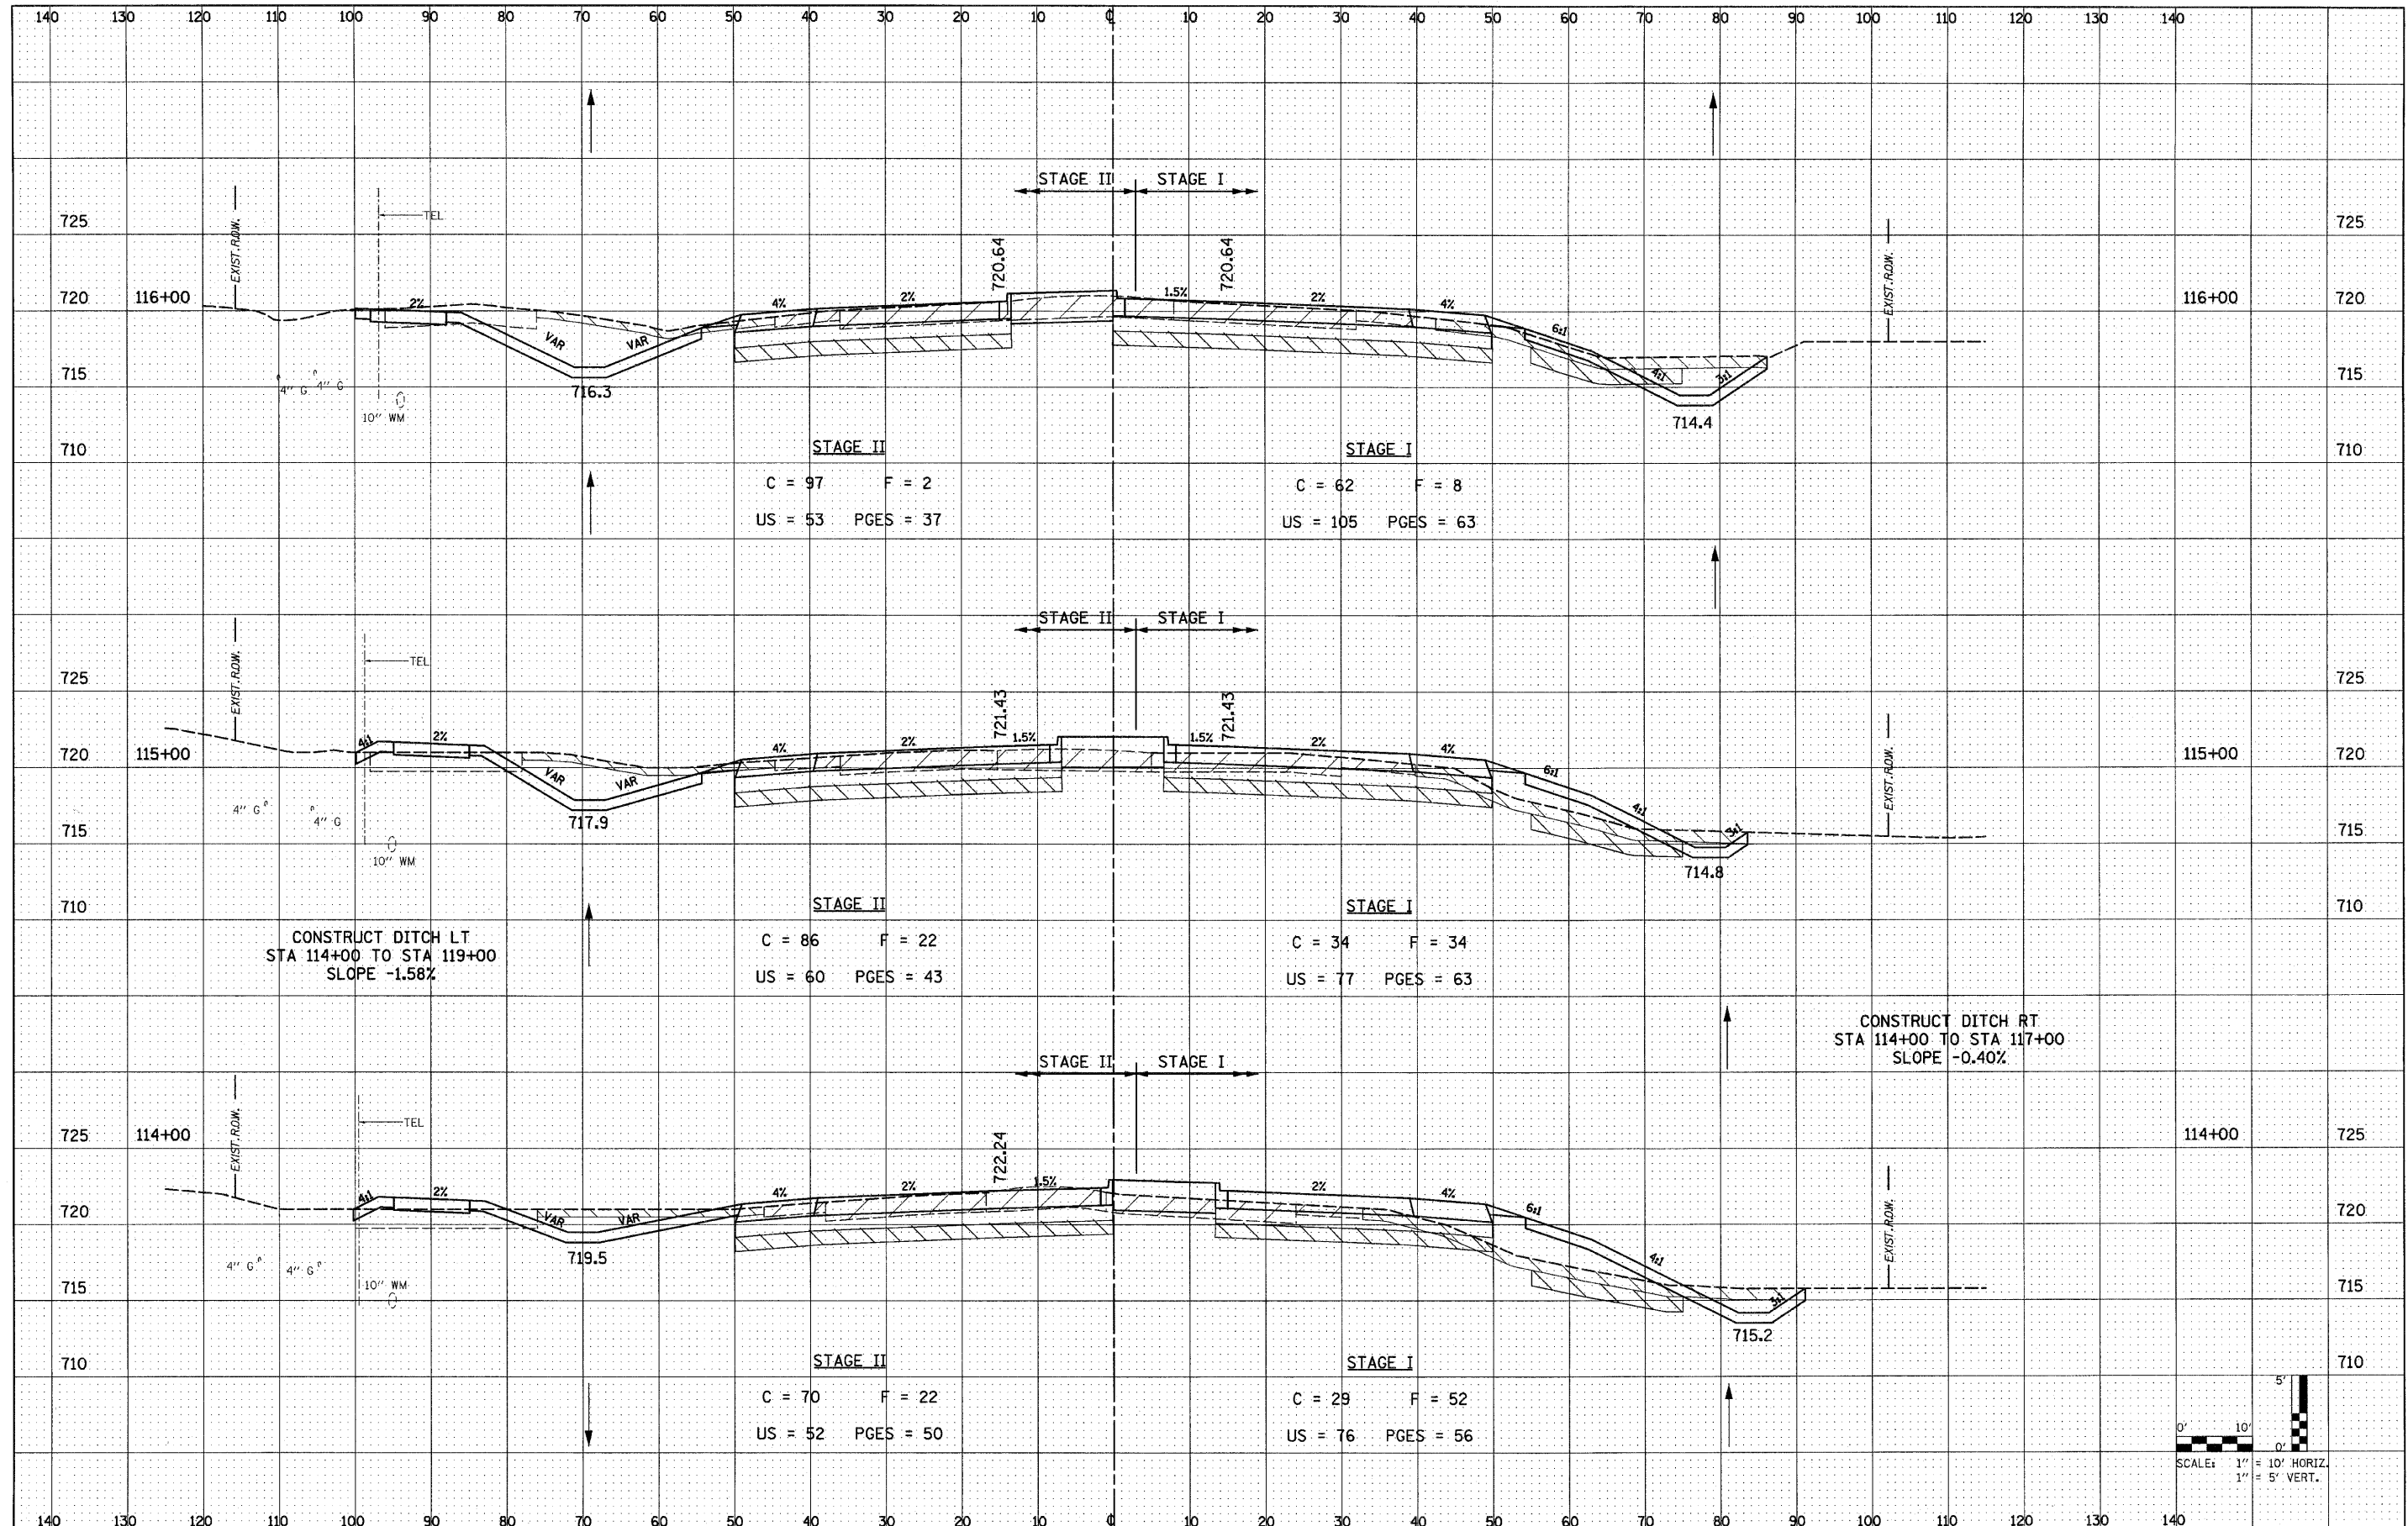 140 130 120 110 100 90 80 70 60 50 40 30 20 10 ℄ 10 20 30 40 50 60 70 80 90 100 110 120 130 140
STAGE II STAGE I
725 EXIST. R.O.W. TEL 720.64 720.64 EXIST. R.O.W. 725
720 116+00 2% 4% 2% 1.5% 2% 4% 116+00 720
VAR VAR 6:1
715 4" G 4" G 716.3 4:1 3:1 715
10" WM 714.4
710 STAGE II STAGE I 710
C = 97 F = 2 C = 62 F = 8
US = 53 PGES = 37 US = 105 PGES = 63
STAGE II STAGE I
725 EXIST. R.O.W. TEL 721.43 721.43 EXIST. R.O.W. 725
720 115+00 4:1 2% 4% 2% 1.5% 1.5% 2% 4% 115+00 720
VAR VAR 6:1
4" G 4" G 4:1
715 717.9 3:1 715
10" WM 714.8
710 STAGE II STAGE I 710
CONSTRUCT DITCH LT
STA 114+00 TO STA 119+00
SLOPE -1.58%
C = 86 F = 22 C = 34 F = 34
US = 60 PGES = 43 US = 77 PGES = 63
CONSTRUCT DITCH RT
STA 114+00 TO STA 117+00
SLOPE -0.40%
STAGE II STAGE I
725 114+00 EXIST. R.O.W. TEL 722.24 EXIST. R.O.W. 114+00 725
4:1 2% 4% 2% 1.5% 2% 4%
720 VAR VAR 6:1 720
4" G 4" G 719.5 4:1
715 10" WM 3:1 715
715.2
710 STAGE II STAGE I 710
C = 70 F = 22 C = 29 F = 52
US = 52 PGES = 50 US = 76 PGES = 56
5'
0' 10' 0'
SCALE: 1" = 10' HORIZ.
1" = 5' VERT.
140 130 120 110 100 90 80 70 60 50 40 30 20 10 ℄ 10 20 30 40 50 60 70 80 90 100 110 120 130 140